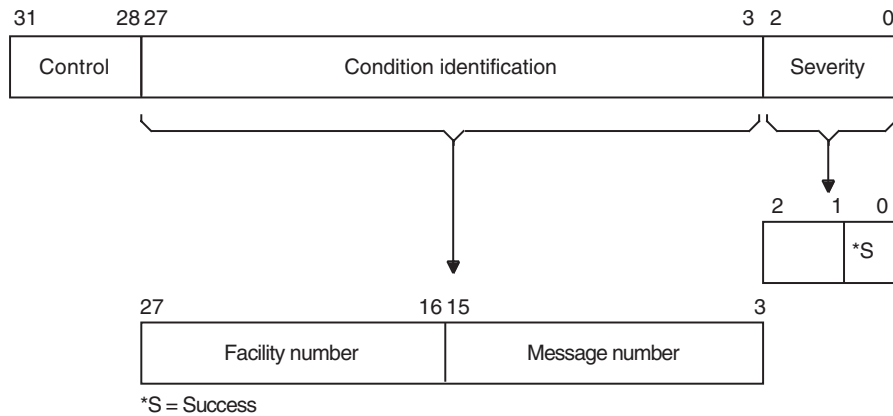 31 28 27 3 2 0
Control Condition identification Severity
2 1 0
*S
27 16 15 3
Facility number Message number
*S = Success